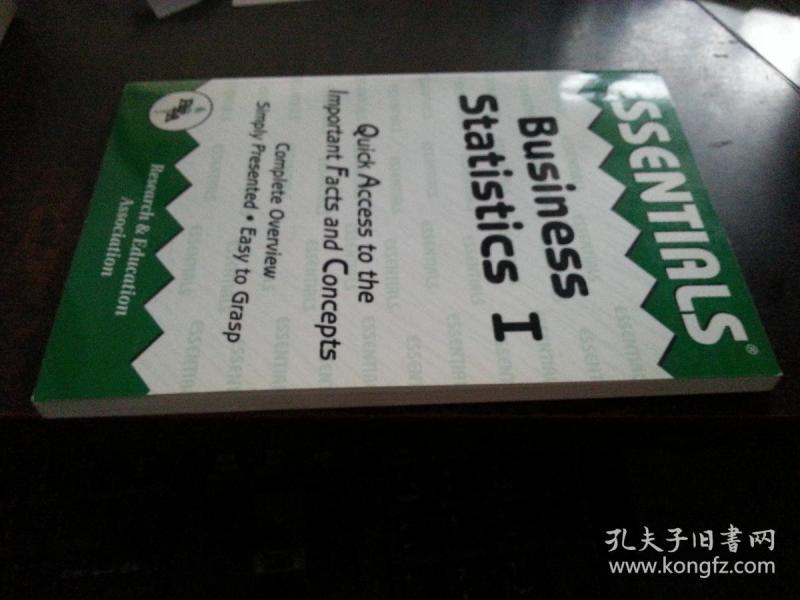 ESSENTIALS®
Business
Statistics I
Quick Access to the
Important Facts and Concepts
Complete Overview
Simply Presented • Easy to Grasp
Research & Education
Association
孔夫子旧書网
www.kongfz.com